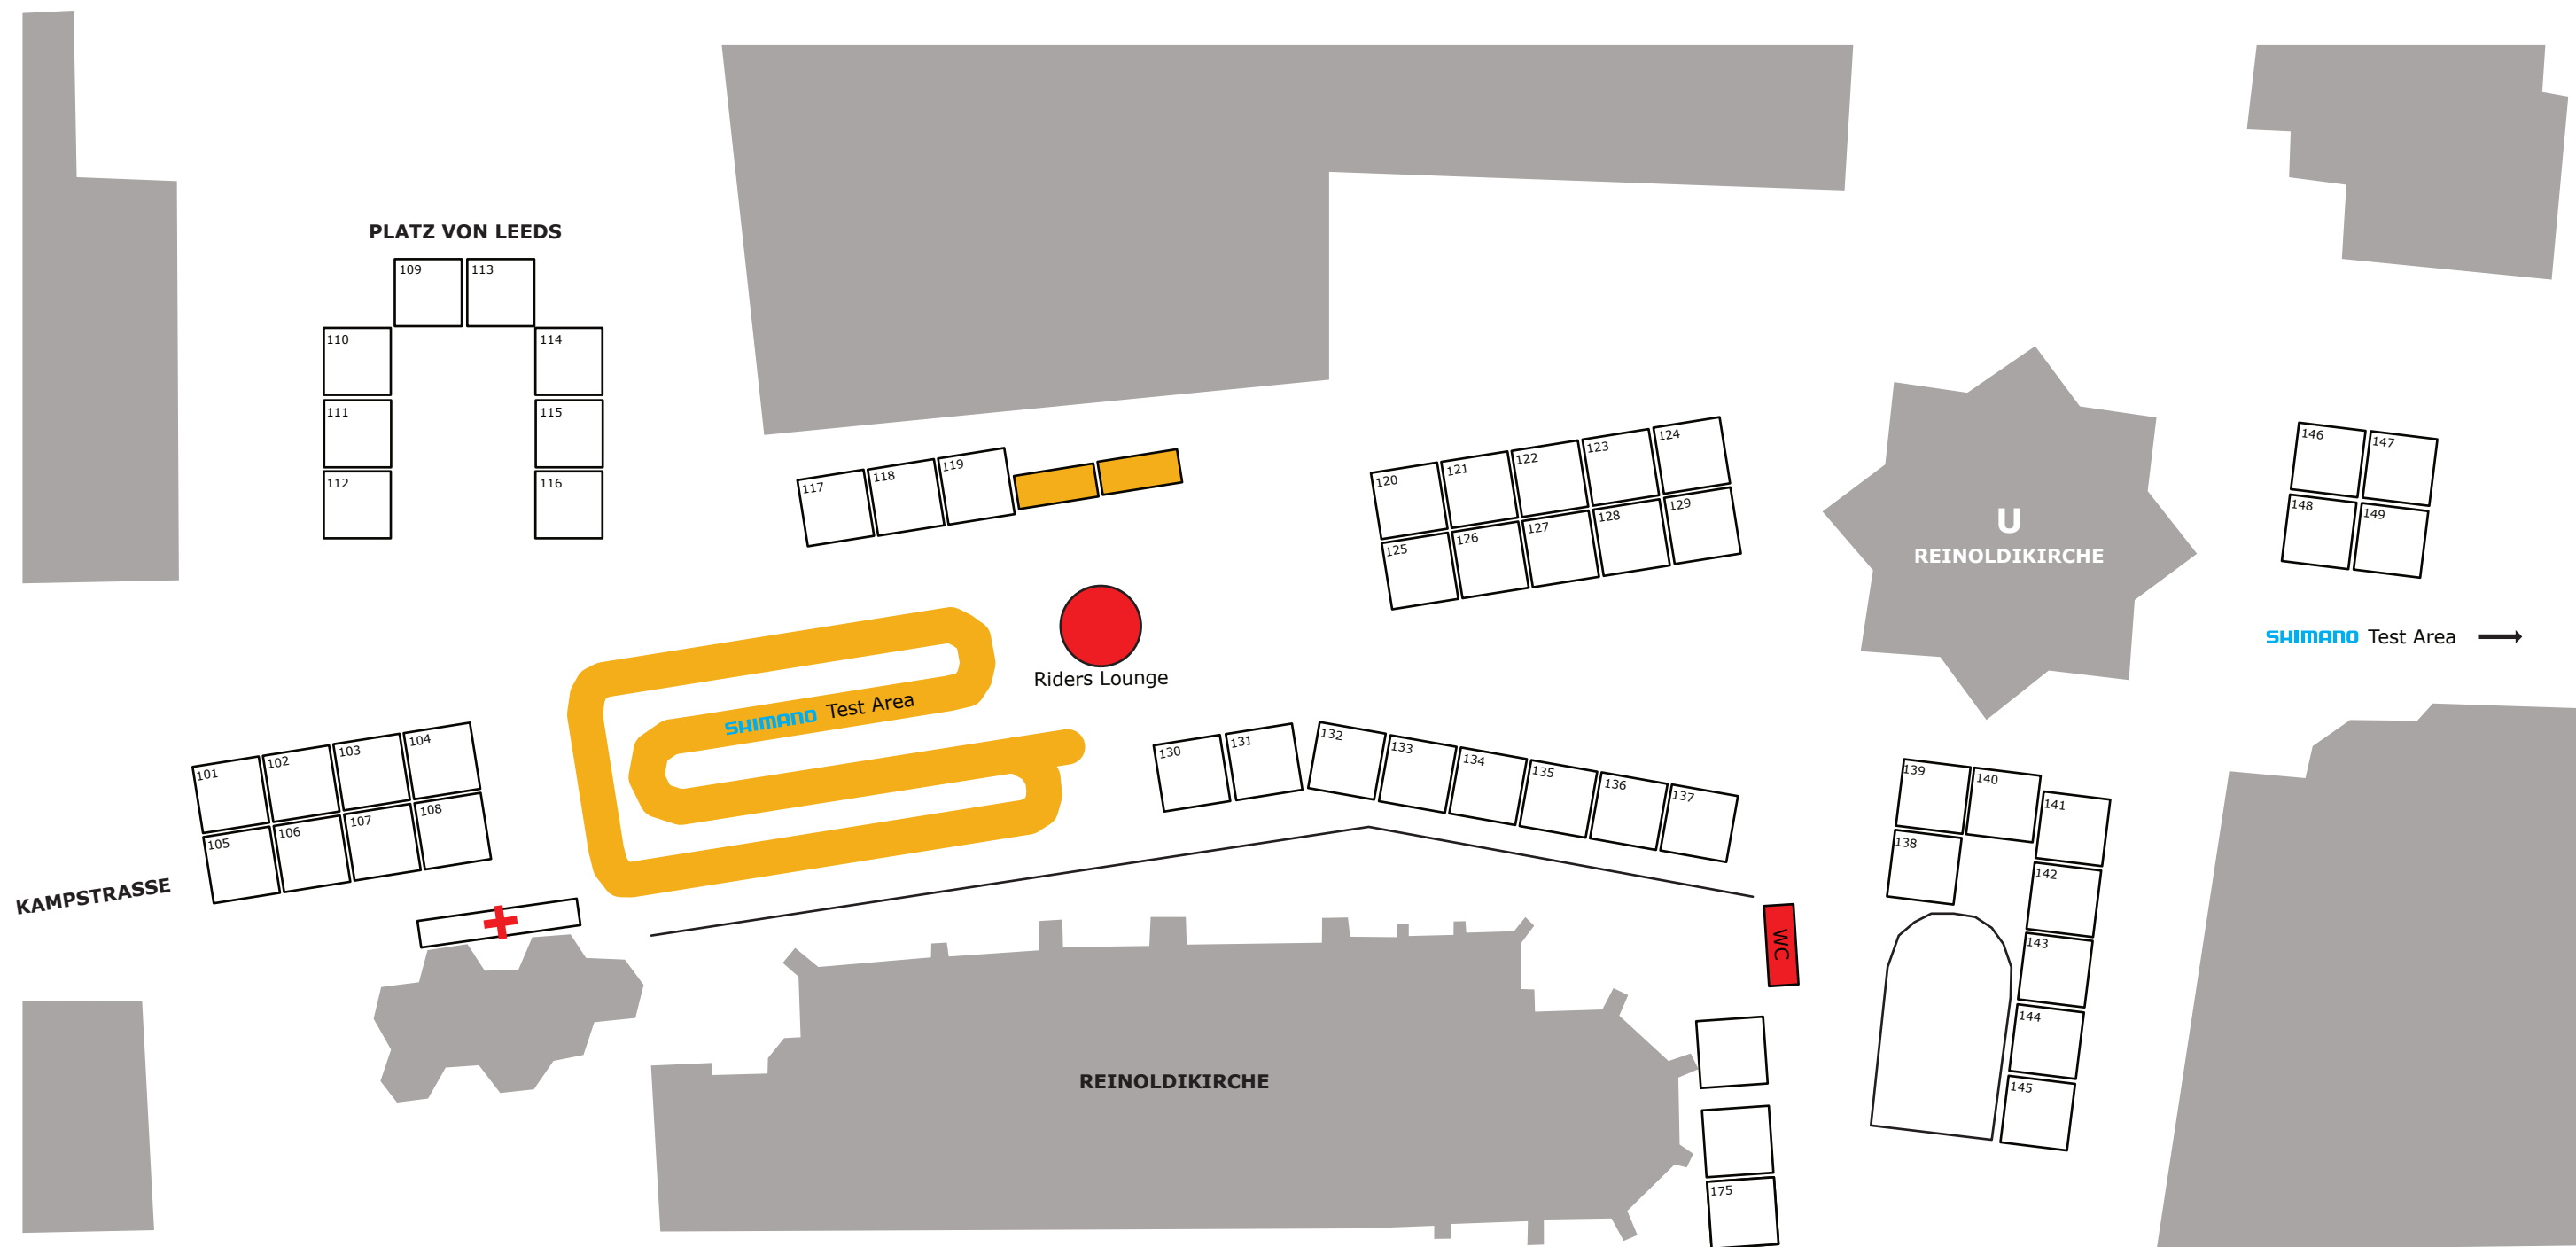 PLATZ VON LEEDS
109 113
110 114
111 115
112 116
117 118 119
120 121 122 123 124
125 126 127 128 129
U
REINOLDIKIRCHE
146 147
148 149
SHIMANO Test Area
Riders Lounge
SHIMANO Test Area
101 102 103 104
105 106 107 108
KAMPSTRASSE
130 131 132 133 134 135 136 137
139 140 141
138 142
143
144
145
WC
REINOLDIKIRCHE
175